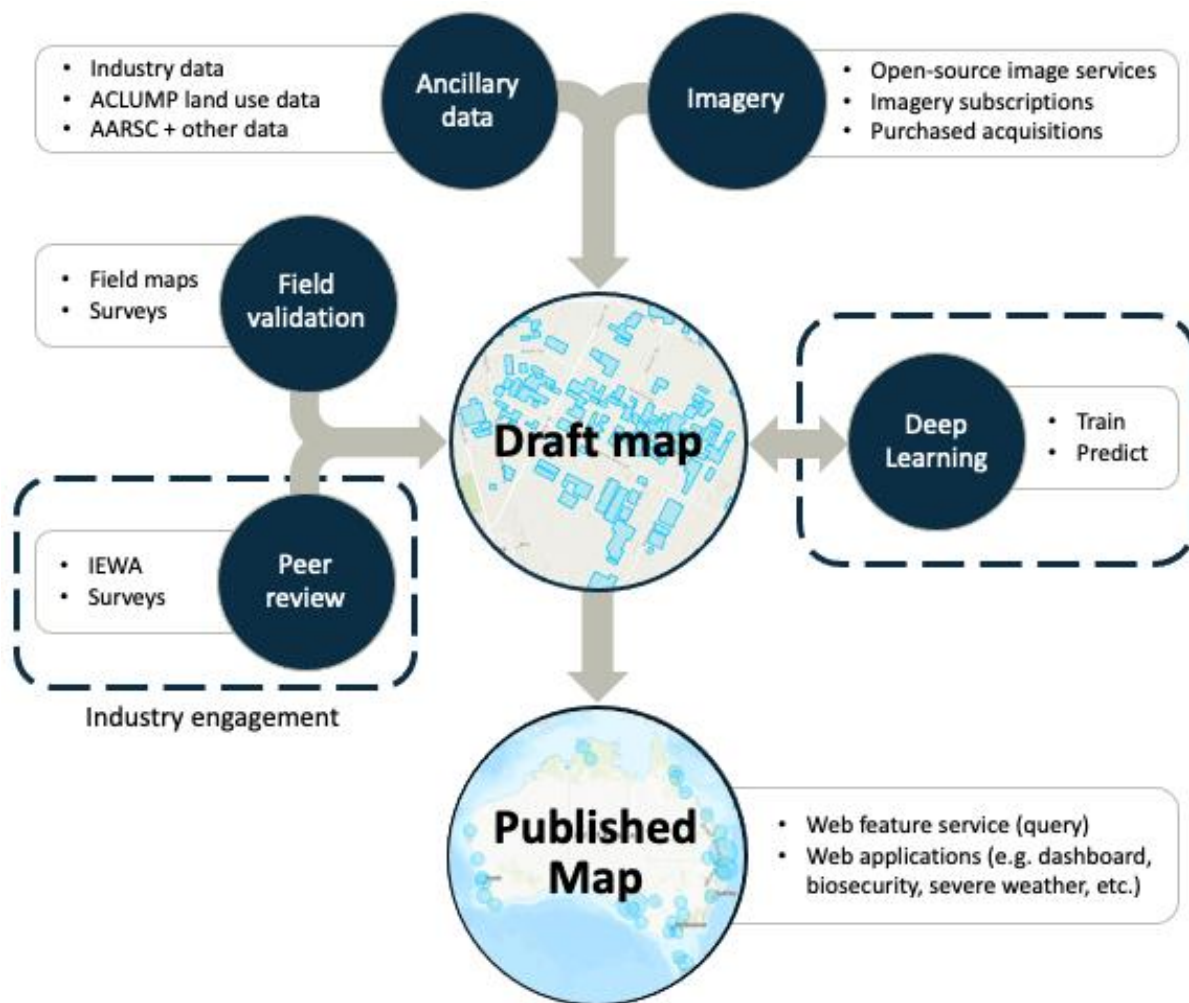 • Industry data
• ACLUMP land use data
• AARSC + other data
Ancillary
data
Imagery
• Open-source image services
• Imagery subscriptions
• Purchased acquisitions
• Field maps
• Surveys
Field
validation
Draft map
Deep
Learning
• Train
• Predict
• IEWA
• Surveys
Peer
review
Industry engagement
Published
Map
• Web feature service (query)
• Web applications (e.g. dashboard,
biosecurity, severe weather, etc.)